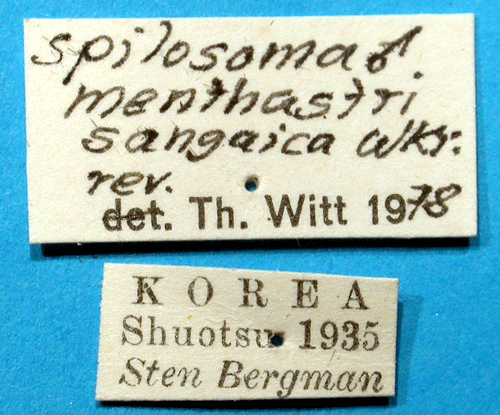 spilosoma ♂
menthastri
sangaica Wkr.
rev.
det. Th. Witt 1978
KOREA
Shuotsu 1935
Sten Bergman